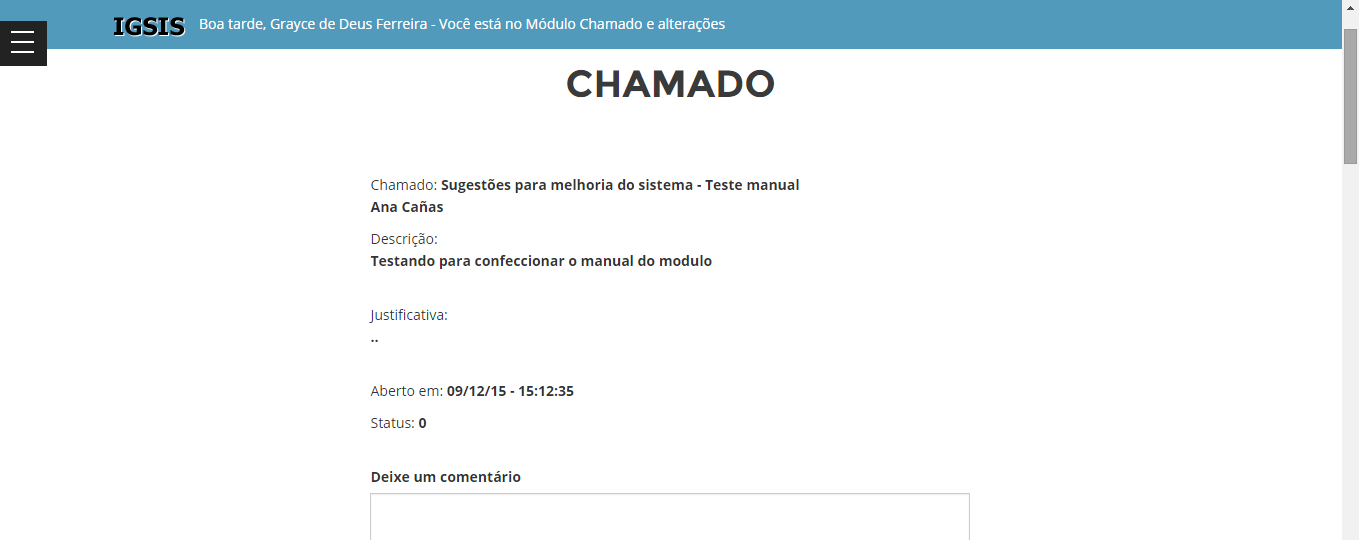 IGSIS Boa tarde, Grayce de Deus Ferreira - Você está no Módulo Chamado e alterações
CHAMADO
Chamado: Sugestões para melhoria do sistema - Teste manual
Ana Cañas
Descrição:
Testando para confeccionar o manual do modulo
Justificativa:
..
Aberto em: 09/12/15 - 15:12:35
Status: 0
Deixe um comentário